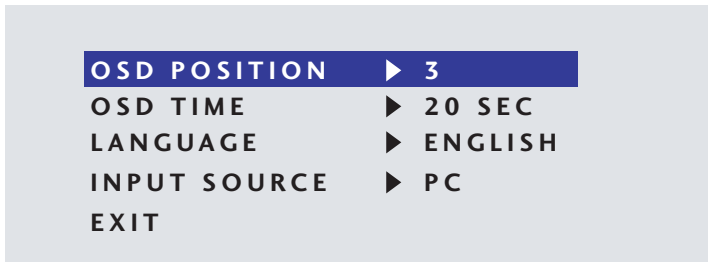 OSD POSITION ▶ 3
OSD TIME ▶ 20 SEC
LANGUAGE ▶ ENGLISH
INPUT SOURCE ▶ PC
EXIT